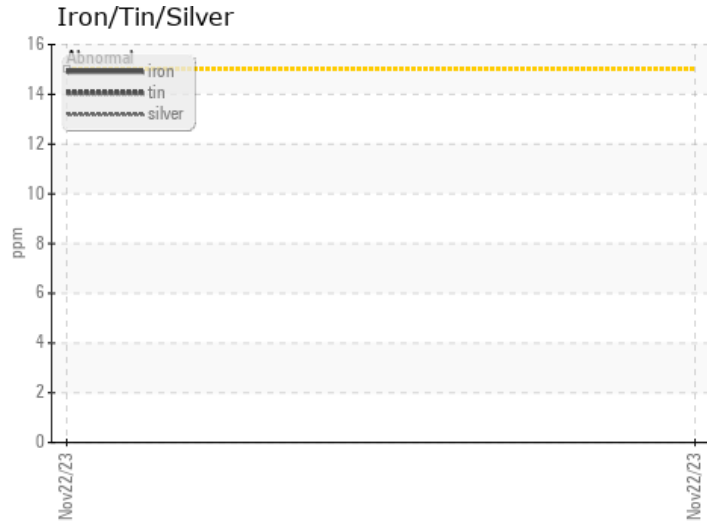 Iron/Tin/Silver
16
Abnormal
iron
14
tin
silver
12
10
ppm
8
6
4
2
0
Nov22/23
Nov22/23